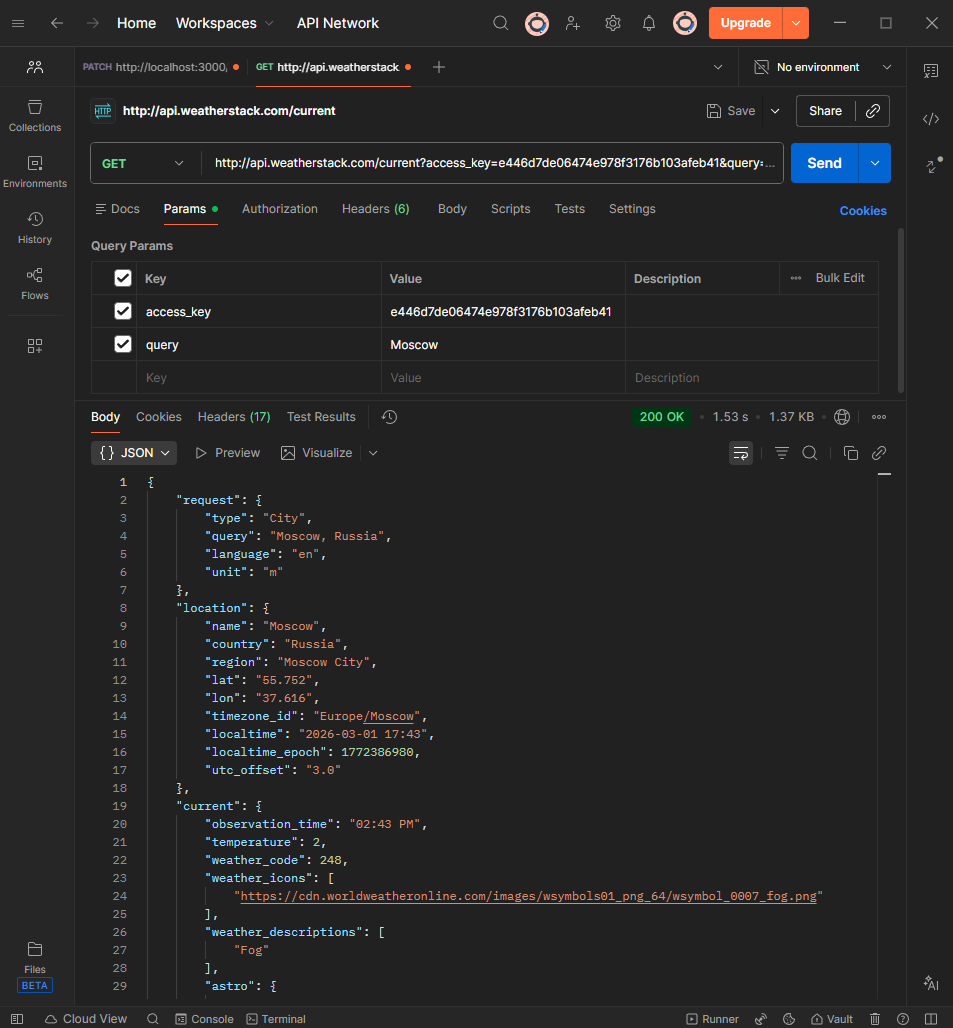 Home Workspaces API Network Upgrade
PATCH http://localhost:3000, GET http://api.weatherstack No environment
HTTP http://api.weatherstack.com/current Save Share
GET http://api.weatherstack.com/current?access_key=e446d7de06474e978f3176b103afeb41&query=... Send
Docs Params Authorization Headers (6) Body Scripts Tests Settings Cookies
Query Params
Key Value Description Bulk Edit
access_key e446d7de06474e978f3176b103afeb41
query Moscow
Key Value Description
Collections
Environments
History
Flows
Body Cookies Headers (17) Test Results 200 OK 1.53 s 1.37 KB
{} JSON Preview Visualize
1 {
2 "request": {
3 "type": "City",
4 "query": "Moscow, Russia",
5 "language": "en",
6 "unit": "m"
7 },
8 "location": {
9 "name": "Moscow",
10 "country": "Russia",
11 "region": "Moscow City",
12 "lat": "55.752",
13 "lon": "37.616",
14 "timezone_id": "Europe/Moscow",
15 "localtime": "2026-03-01 17:43",
16 "localtime_epoch": 1772386980,
17 "utc_offset": "3.0"
18 },
19 "current": {
20 "observation_time": "02:43 PM",
21 "temperature": 2,
22 "weather_code": 248,
23 "weather_icons": [
24 "https://cdn.worldweatheronline.com/images/wsymbols01_png_64/wsymbol_0007_fog.png"
25 ],
26 "weather_descriptions": [
27 "Fog"
28 ],
29 "astro": {
Files
BETA
AI
Cloud View Console Terminal Runner Vault